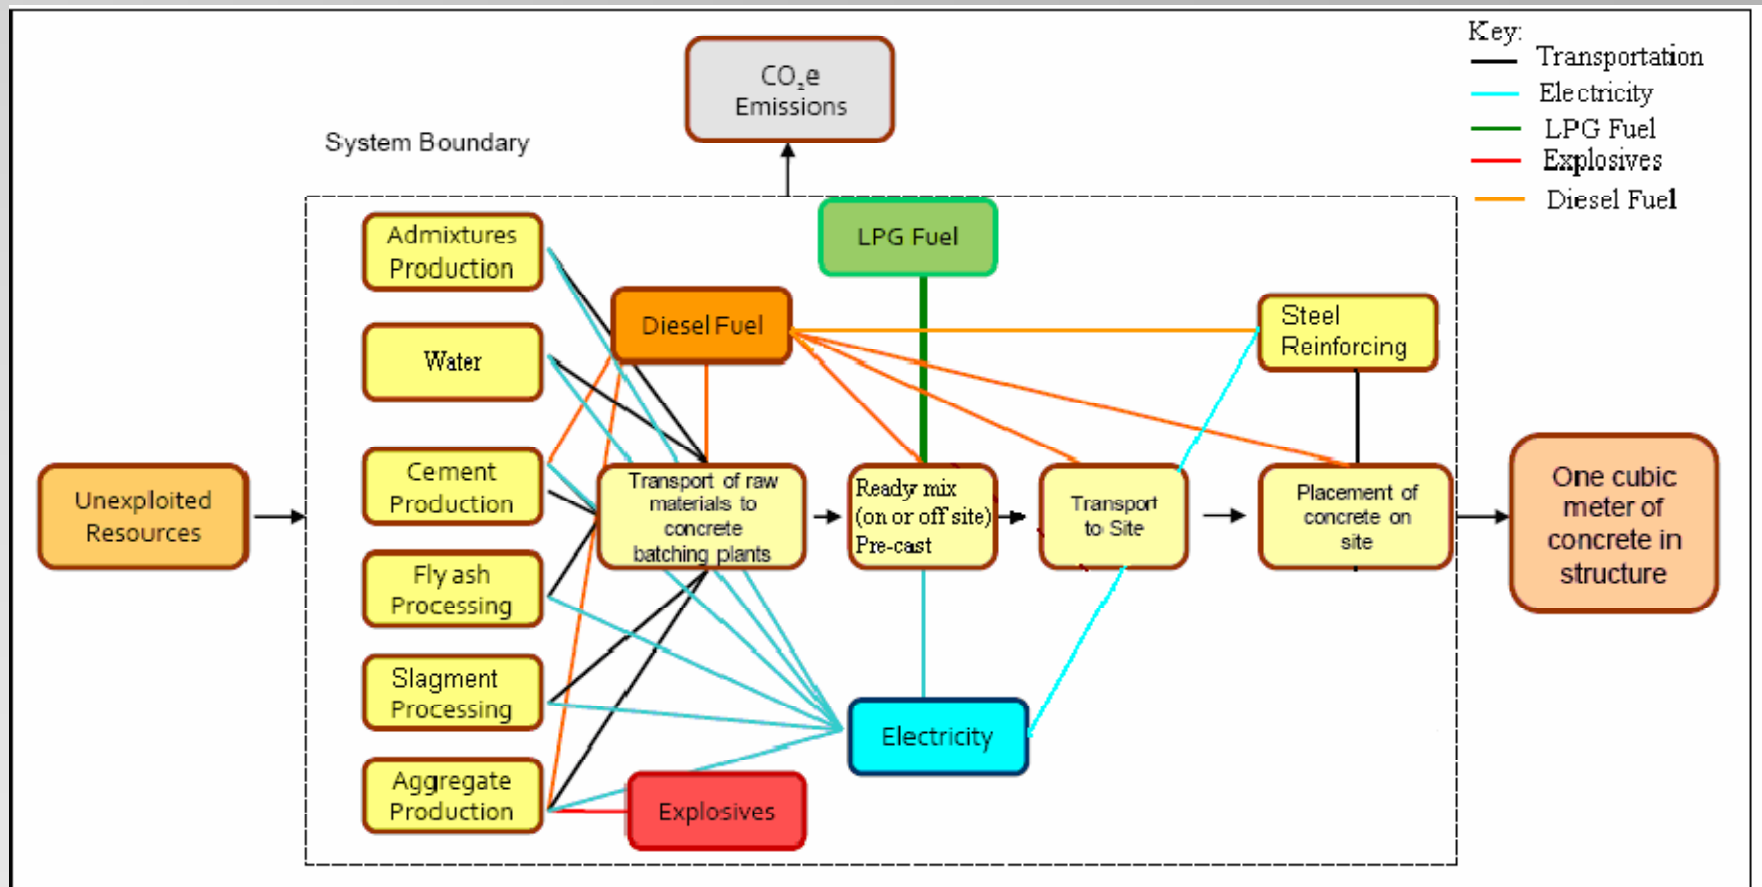 Key:
Transportation
Electricity
LPG Fuel
Explosives
Diesel Fuel
CO₂e
Emissions
System Boundary
Admixtures
Production
Water
Cement
Production
Fly ash
Processing
Slagment
Processing
Aggregate
Production
Unexploited
Resources
Diesel Fuel
LPG Fuel
Steel
Reinforcing
Transport of raw
materials to
concrete
batching plants
Ready mix
(on or off site)
Pre-cast
Transport
to Site
Placement of
concrete on
site
One cubic
meter of
concrete in
structure
Electricity
Explosives